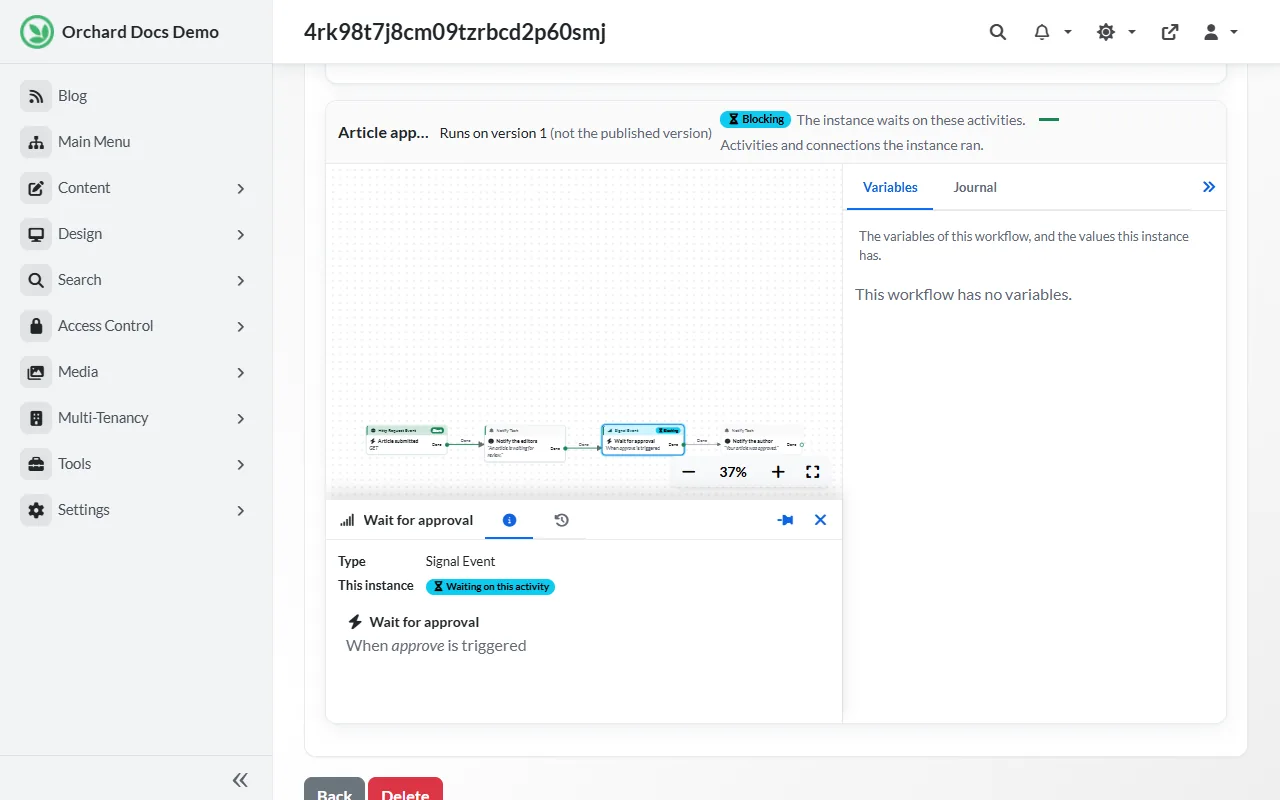 Orchard Docs Demo
4rk98t7j8cm09tzrbcd2p60smj
Blog
Main Menu
Content
Design
Search
Access Control
Media
Multi-Tenancy
Tools
Settings
Article app...
Runs on version 1 (not the published version)
Blocking The instance waits on these activities.
Activities and connections the instance ran.
Variables
Journal
The variables of this workflow, and the values this instance
has.
This workflow has no variables.
Http Request Event
Start
Article submitted
GET
Done
Done
Notify Task
Notify the editors
"An article is waiting for
review."
Done
Done
Signal Event
Blocking
Wait for approval
When approve is triggered
Done
Done
Notify Task
Notify the author
"Your article was approved."
Done
37%
Wait for approval
Type Signal Event
This instance Waiting on this activity
Wait for approval
When approve is triggered
Back
Delete